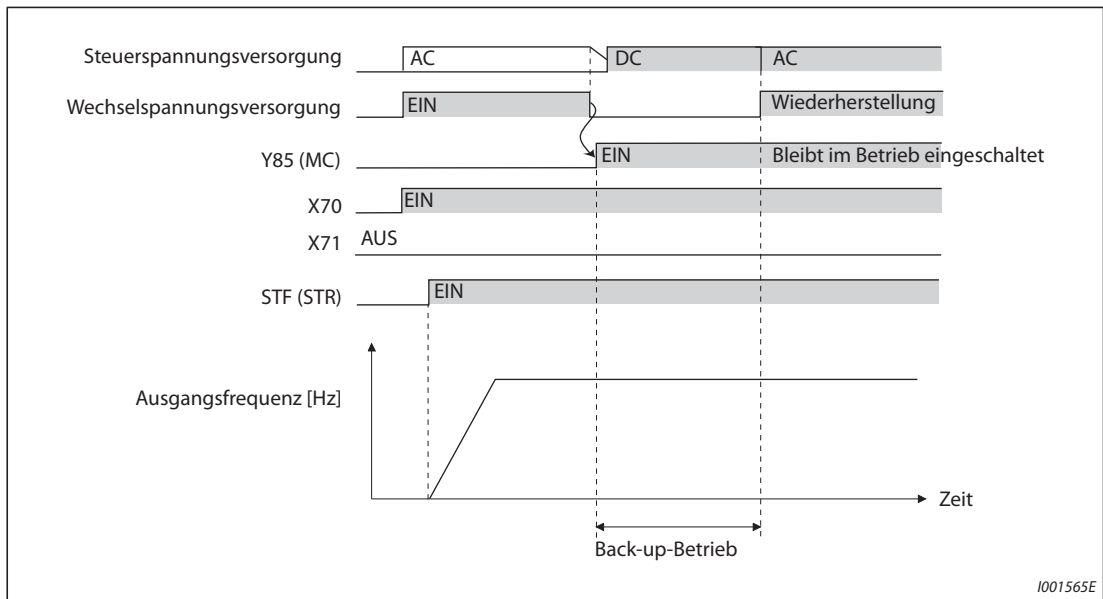 Steuerspannungsversorgung AC DC AC
Wechselspannungsversorgung EIN Wiederherstellung
Y85 (MC) EIN Bleibt im Betrieb eingeschaltet
X70 EIN
X71 AUS
STF (STR) EIN
Ausgangsfrequenz [Hz]
Zeit
Back-up-Betrieb
I001565E